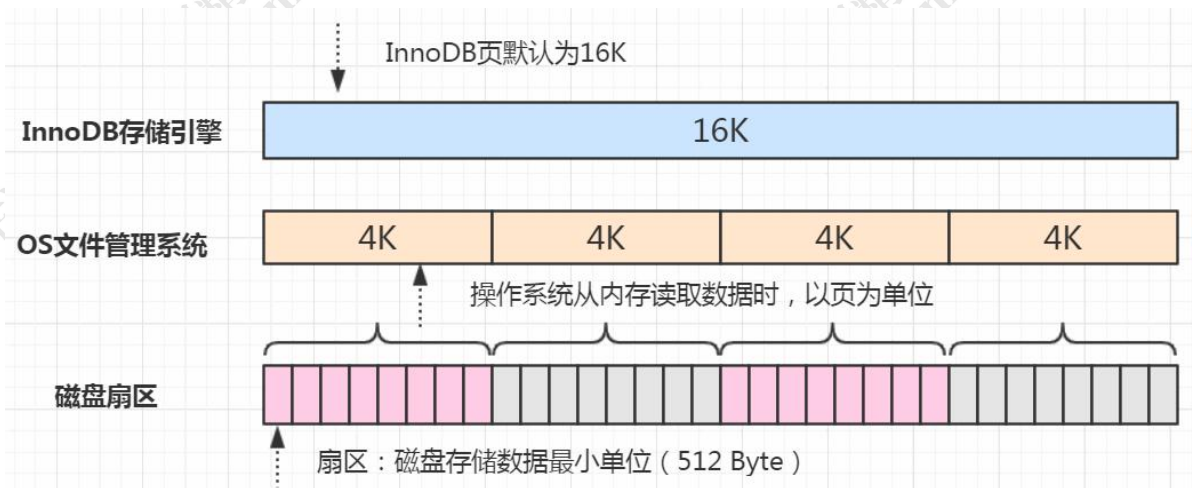 InnoDB页默认为16K
InnoDB存储引擎
16K
OS文件管理系统
4K
4K
4K
4K
操作系统从内存读取数据时，以页为单位
磁盘扇区
扇区：磁盘存储数据最小单位（512 Byte）